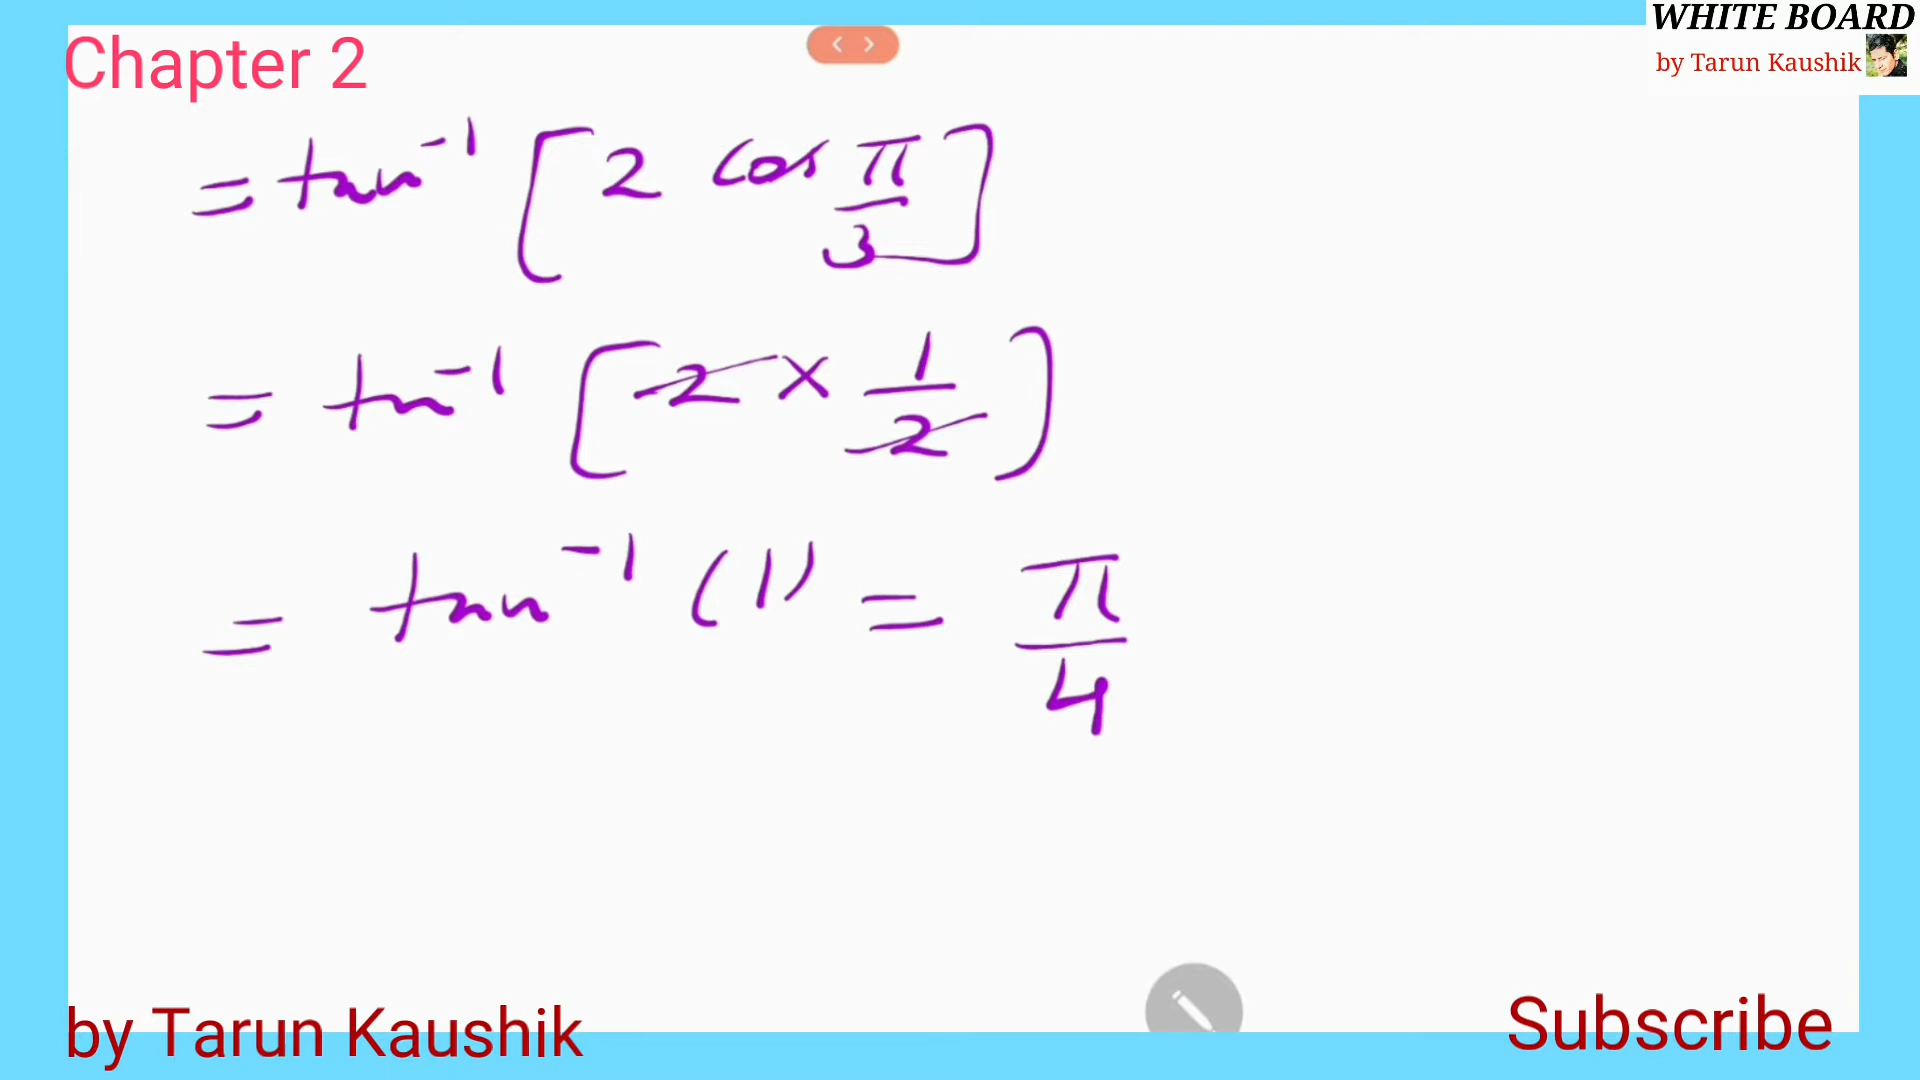 WHITE BOARD
by Tarun Kaushik
Chapter 2
= tan⁻¹ [2 cos π/3]
= tn⁻¹ [2 × 1/2)
= tan⁻¹ (1) = π/4
by Tarun Kaushik
Subscribe